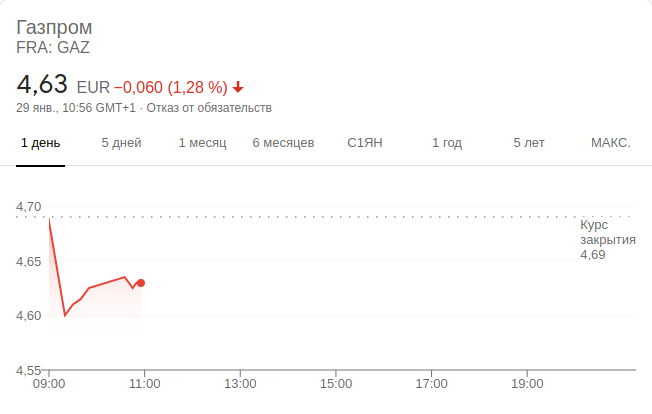 Газпром
FRA: GAZ
4,63 EUR −0,060 (1,28 %)
29 янв., 10:56 GMT+1 · Отказ от обязательств
1 день 5 дней 1 месяц 6 месяцев С1ЯН 1 год 5 лет МАКС.
4,70
Курс
закрытия
4,69
4,65
4,60
4,55
09:00 11:00 13:00 15:00 17:00 19:00